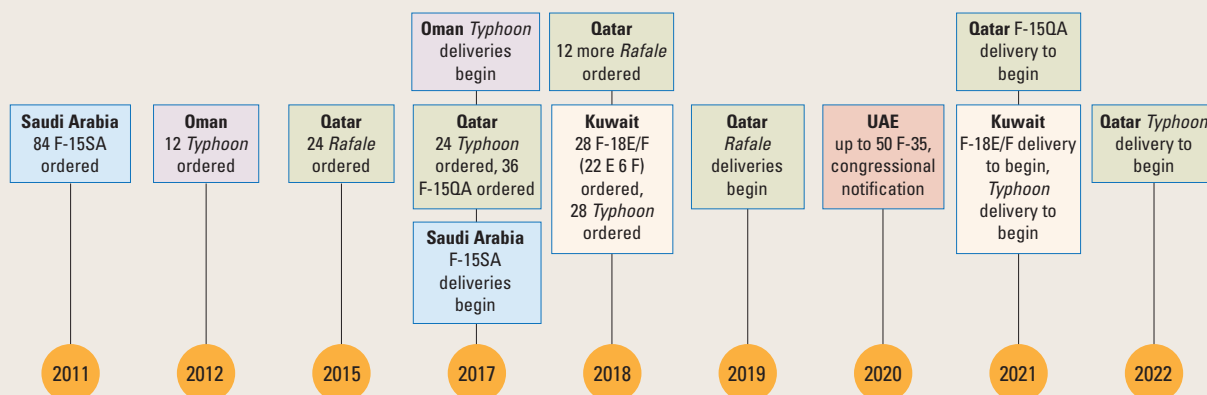 Saudi Arabia
84 F-15SA
ordered
2011
Oman
12 Typhoon
ordered
2012
Qatar
24 Rafale
ordered
2015
Oman Typhoon
deliveries
begin
Qatar
24 Typhoon
ordered, 36
F-15QA ordered
Saudi Arabia
F-15SA
deliveries
begin
2017
Qatar
12 more Rafale
ordered
Kuwait
28 F-18E/F
(22 E 6 F)
ordered,
28 Typhoon
ordered
2018
Qatar
Rafale
deliveries
begin
2019
UAE
up to 50 F-35,
congressional
notification
2020
Qatar F-15QA
delivery to
begin
Kuwait
F-18E/F delivery
to begin,
Typhoon
delivery to
begin
2021
Qatar Typhoon
delivery to
begin
2022